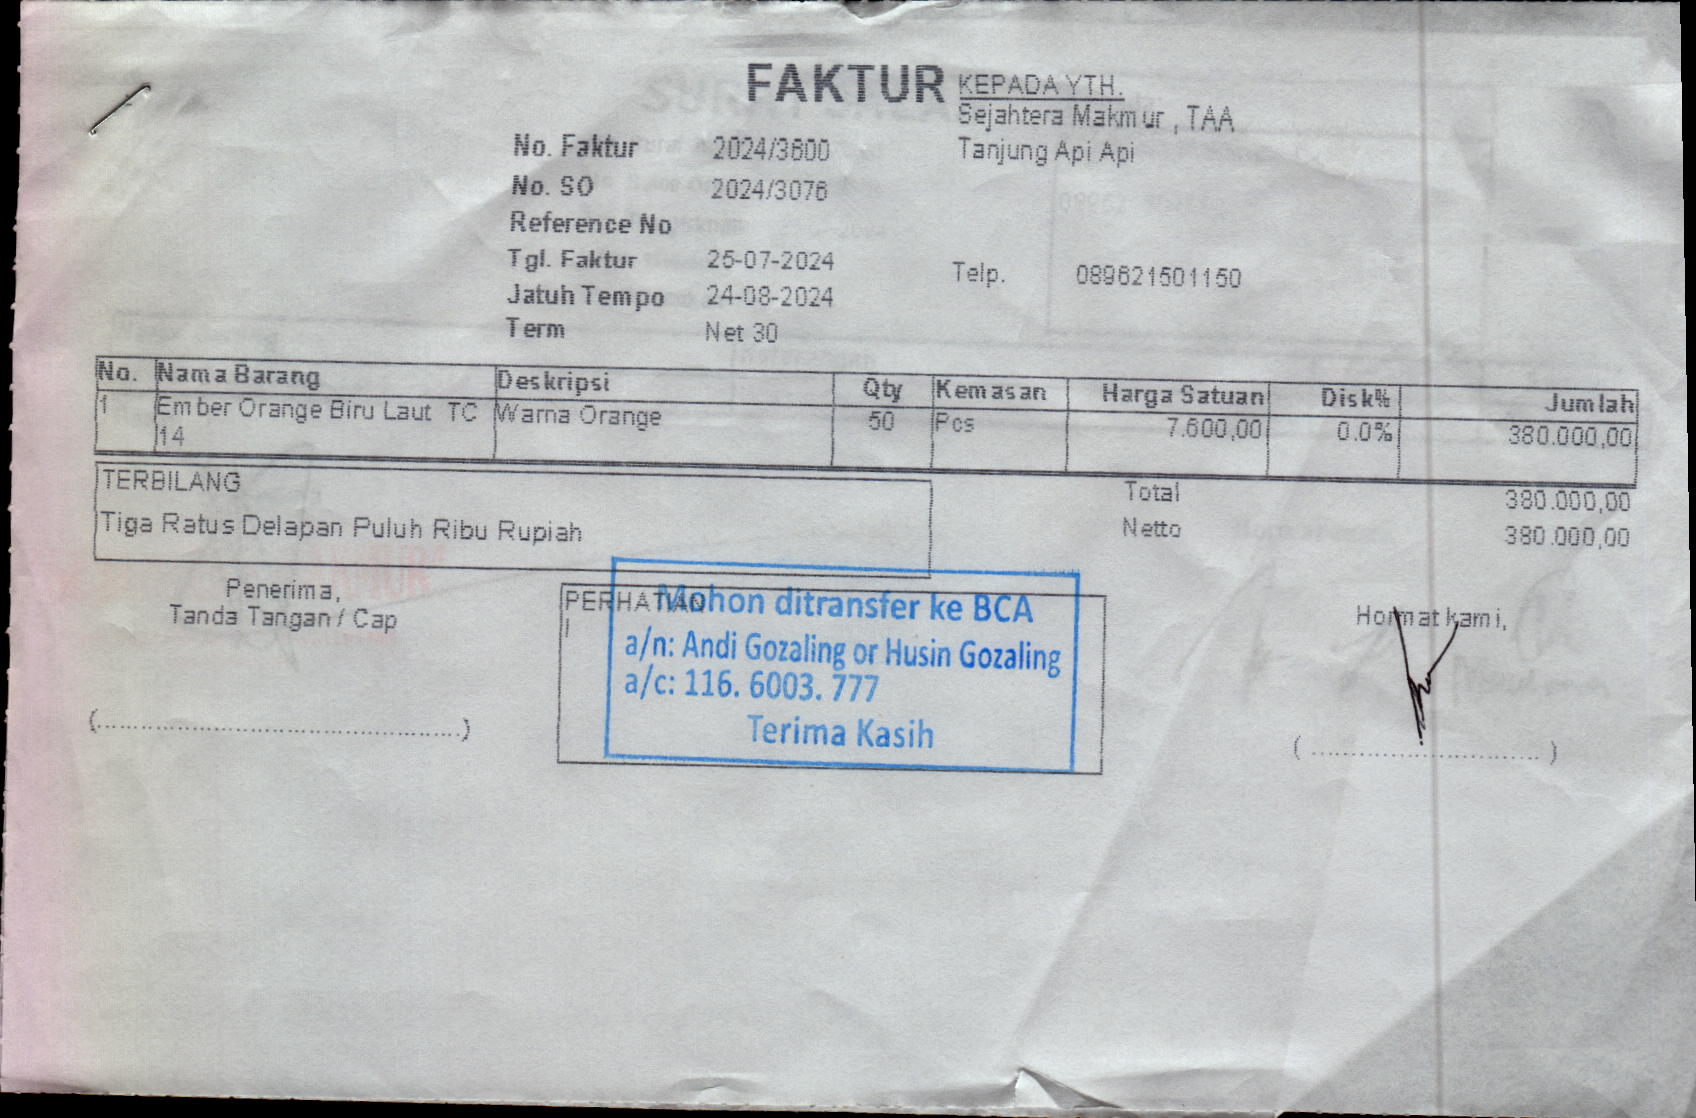 FAKTUR
KEPADA YTH.
Sejahtera Makmur , TAA
Tanjung Api Api
No. Faktur 2024/3600
No. SO 2024/3076
Reference No
Tgl. Faktur 25-07-2024
Telp. 089621501150
Jatuh Tempo 24-08-2024
Term Net 30
No. Nama Barang Deskripsi Qty Kemasan Harga Satuan Disk% Jumlah
1 Ember Orange Biru Laut TC Warna Orange 50 Pcs 7.600,00 0.0% 380.000,00
14
TERBILANG
Total 380.000,00
Tiga Ratus Delapan Puluh Ribu Rupiah
Netto 380.000,00
Penerima,
Tanda Tangan / Cap
(................................................)
PERHATIAN
Mohon ditransfer ke BCA
a/n: Andi Gozaling or Husin Gozaling
a/c: 116. 6003. 777
Terima Kasih
Hormat kami,
( .............................. )